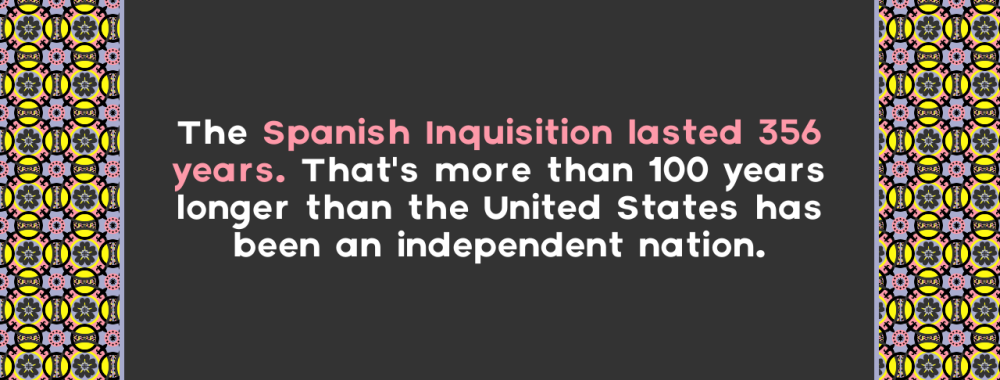 The Spanish Inquisition lasted 356
years. That's more than 100 years
longer than the United States has
been an independent nation.